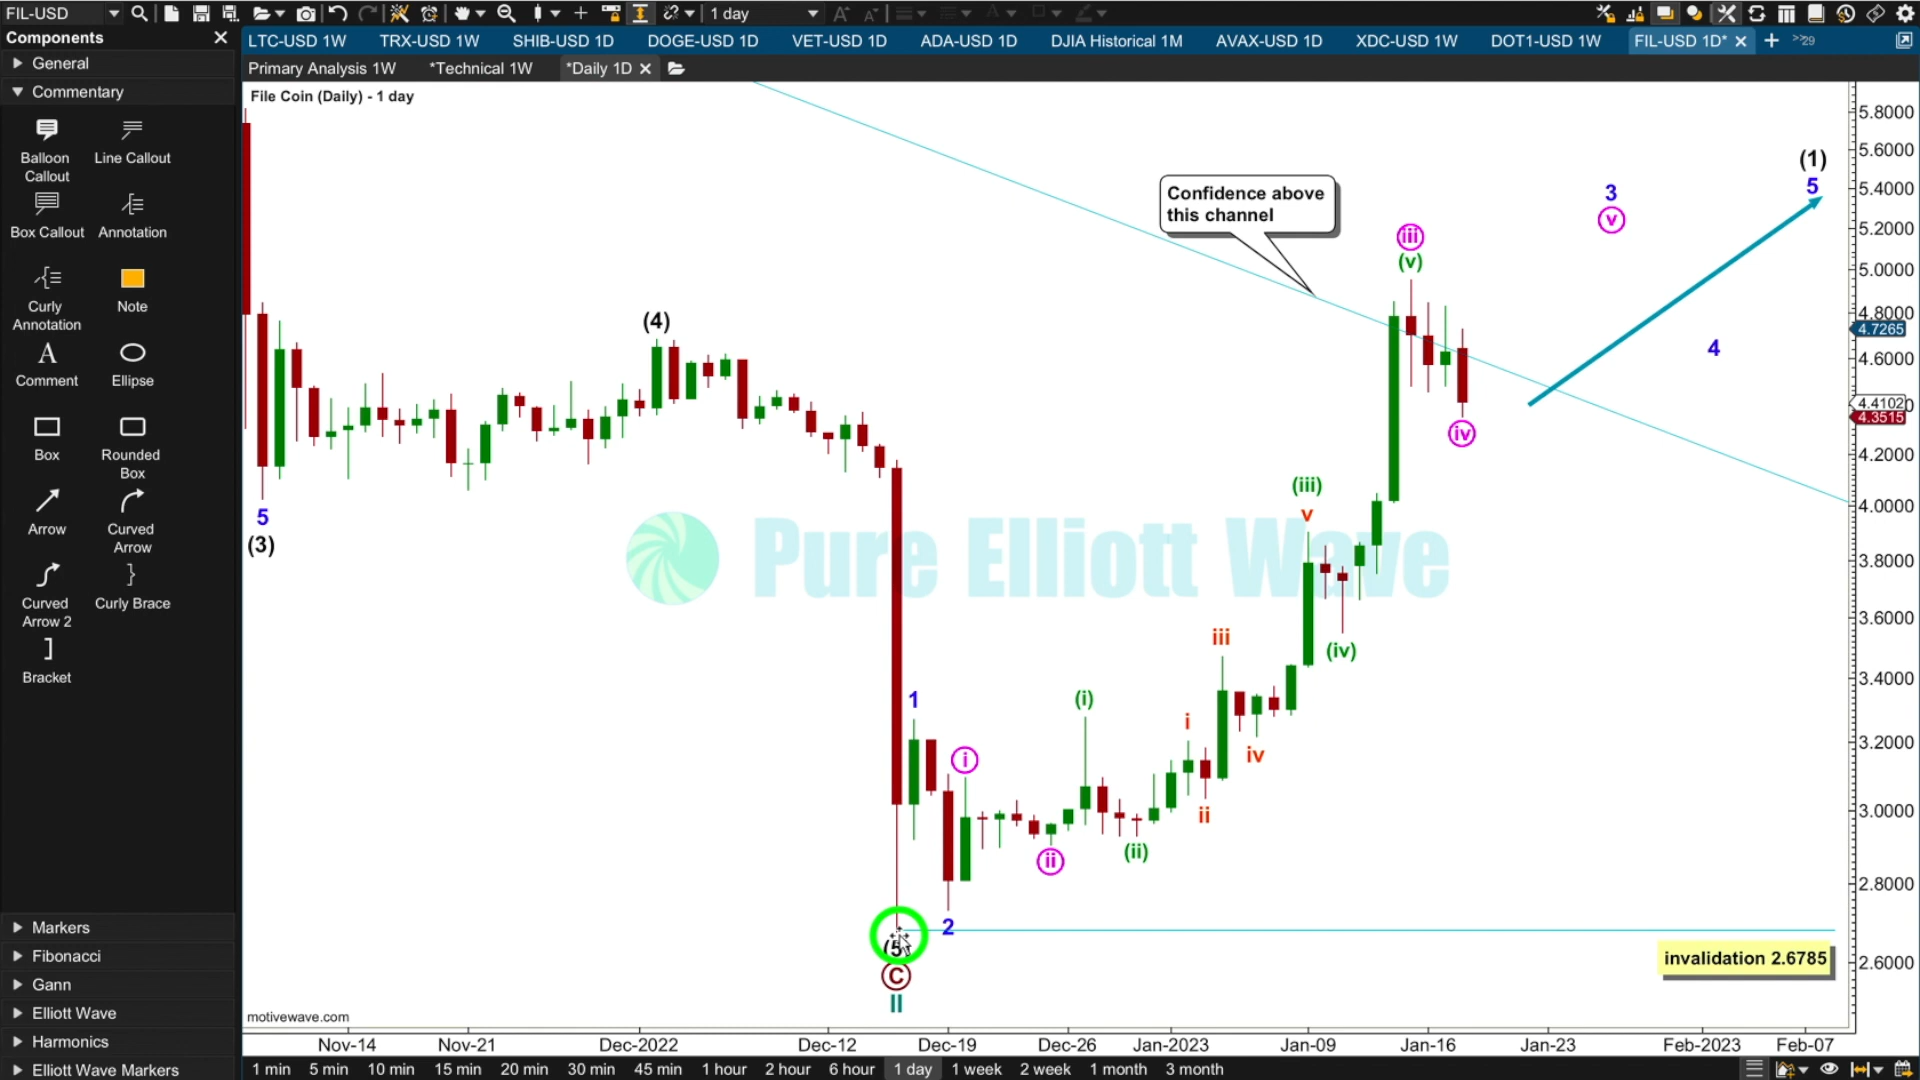 FIL-USD
1 day
Components
General
Commentary
Balloon
Callout
Line Callout
Box Callout
Annotation
Curly
Annotation
Note
A
Comment
Ellipse
Box
Rounded
Box
Arrow
Curved
Arrow
Curved
Arrow 2
Curly Brace
Bracket
Markers
Fibonacci
Gann
Elliott Wave
Harmonics
Elliott Wave Markers
LTC-USD 1W
TRX-USD 1W
SHIB-USD 1D
DOGE-USD 1D
VET-USD 1D
ADA-USD 1D
DJIA Historical 1M
AVAX-USD 1D
XDC-USD 1W
DOT1-USD 1W
FIL-USD 1D*
>>29
Primary Analysis 1W
*Technical 1W
*Daily 1D
File Coin (Daily) - 1 day
Confidence above
this channel
(1)
5
3
v
iii
(v)
4
iv
(4)
5
(3)
(iii)
v
(iv)
iii
iv
i
ii
(i)
(ii)
1
i
ii
2
(5
C
II
Pure Elliott Wave
invalidation 2.6785
motivewave.com
5.8000
5.6000
5.4000
5.2000
5.0000
4.8000
4.7265
4.6000
4.4102
4.3515
4.2000
4.0000
3.8000
3.6000
3.4000
3.2000
3.0000
2.8000
2.6000
Nov-14
Nov-21
Dec-2022
Dec-12
Dec-19
Dec-26
Jan-2023
Jan-09
Jan-16
Jan-23
Feb-2023
Feb-07
1 min
5 min
10 min
15 min
20 min
30 min
45 min
1 hour
2 hour
6 hour
1 day
1 week
2 week
1 month
3 month